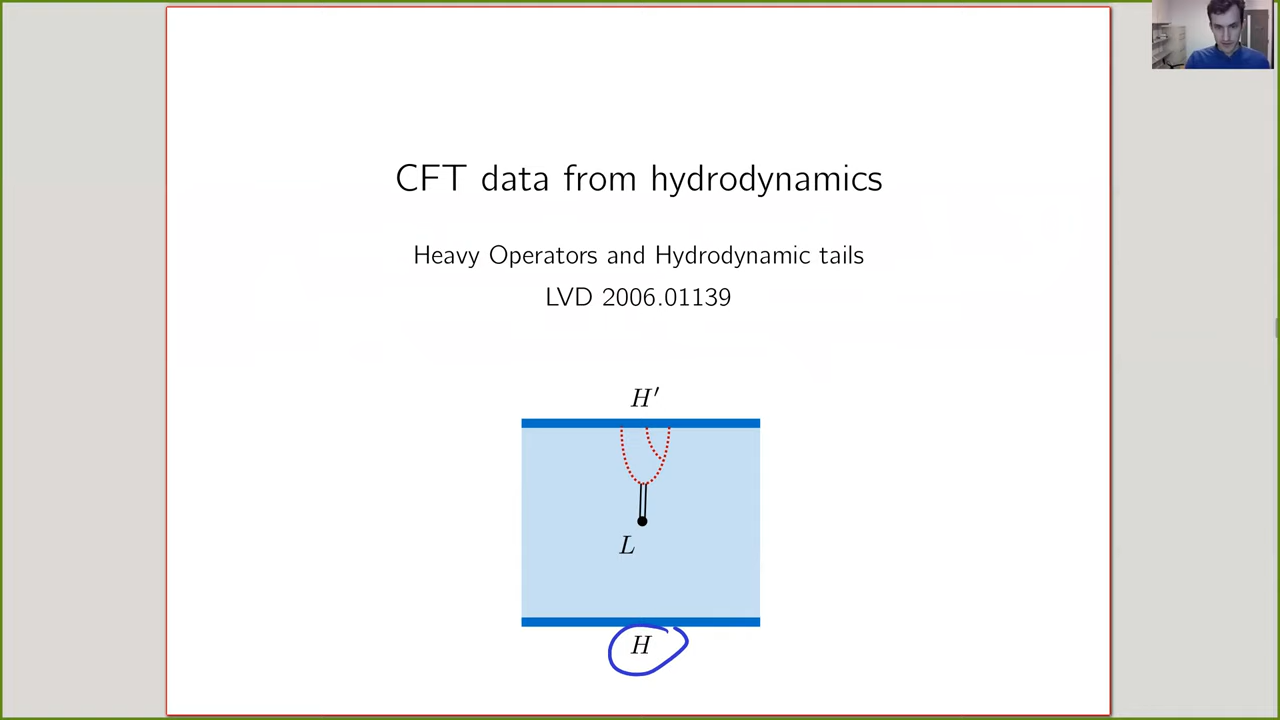 CFT data from hydrodynamics
Heavy Operators and Hydrodynamic tails
LVD 2006.01139
H′
L
H